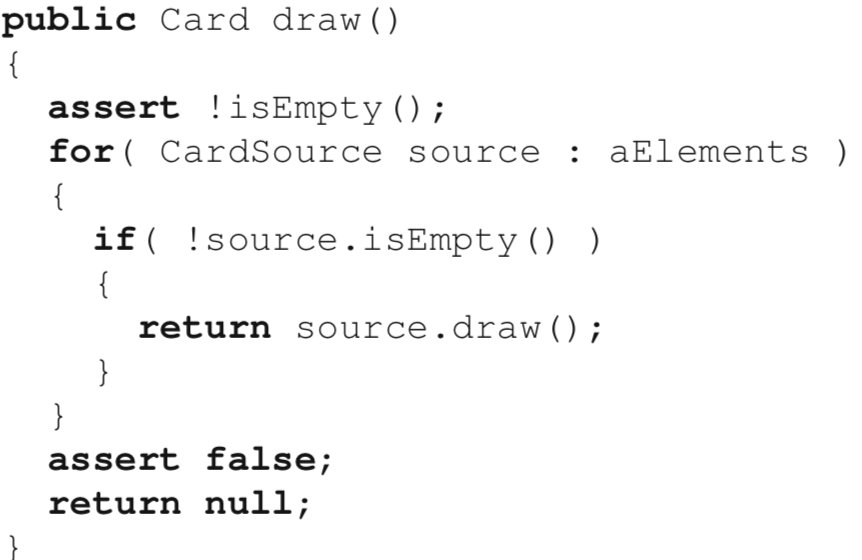 public Card draw()
{
  assert !isEmpty();
  for( CardSource source : aElements )
  {
    if( !source.isEmpty() )
    {
      return source.draw();
    }
  }
  assert false;
  return null;
}